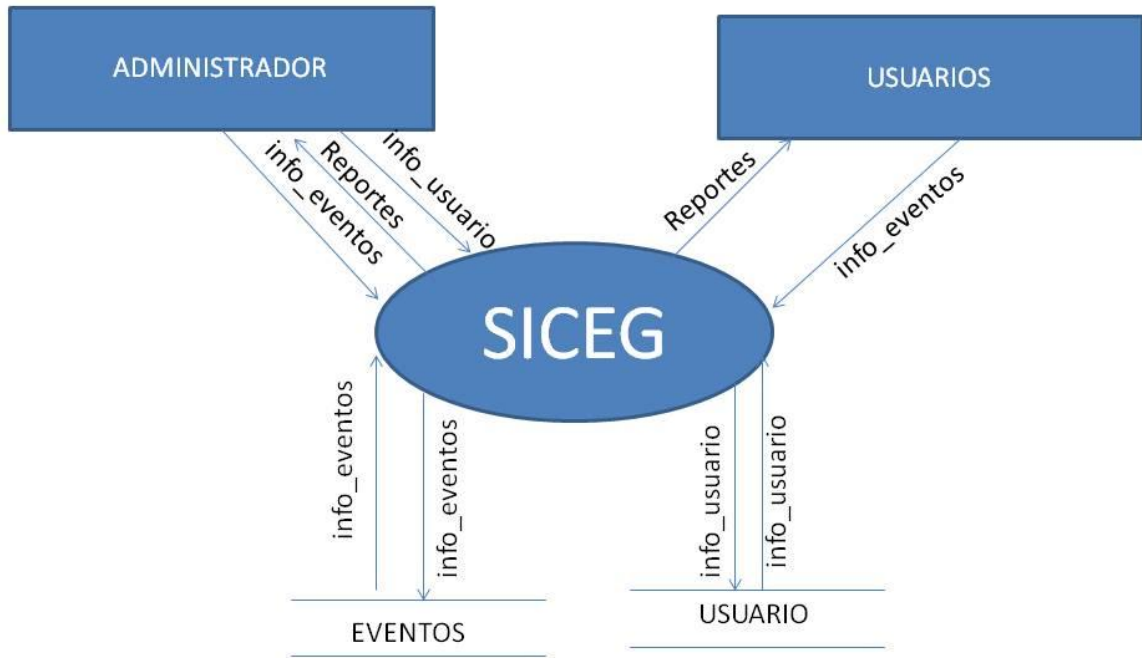 ADMINISTRADOR
USUARIOS
info_eventos
Reportes
info_usuario
Reportes
info_eventos
SICEG
info_eventos
info_eventos
info_usuario
info_usuario
EVENTOS
USUARIO